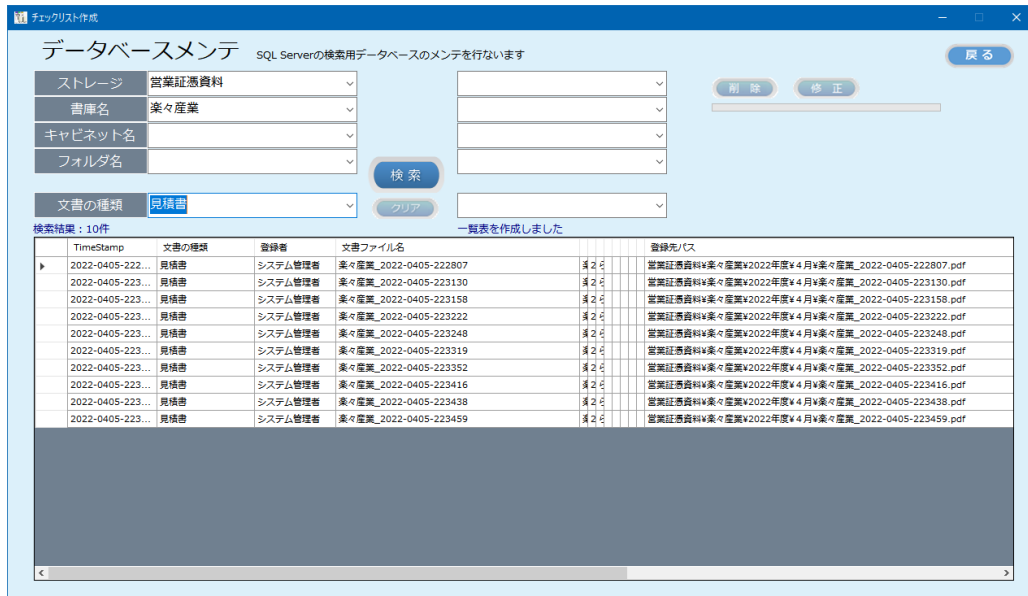 チェックリスト作成
データベースメンテ SQL Serverの検索用データベースのメンテを行ないます
戻る
ストレージ 営業証憑資料
削除 修正
書庫名 楽々産業
キャビネット名
フォルダ名
検索
文書の種類 見積書
クリア
検索結果：10件 一覧表を作成しました
TimeStamp 文書の種類 登録者 文書ファイル名 登録先パス
2022-0405-222... 見積書 システム管理者 楽々産業_2022-0405-222807 2 営業証憑資料¥楽々産業¥2022年度¥４月¥楽々産業_2022-0405-222807.pdf
2022-0405-223... 見積書 システム管理者 楽々産業_2022-0405-223130 2 営業証憑資料¥楽々産業¥2022年度¥４月¥楽々産業_2022-0405-223130.pdf
2022-0405-223... 見積書 システム管理者 楽々産業_2022-0405-223158 2 営業証憑資料¥楽々産業¥2022年度¥４月¥楽々産業_2022-0405-223158.pdf
2022-0405-223... 見積書 システム管理者 楽々産業_2022-0405-223222 2 営業証憑資料¥楽々産業¥2022年度¥４月¥楽々産業_2022-0405-223222.pdf
2022-0405-223... 見積書 システム管理者 楽々産業_2022-0405-223248 2 営業証憑資料¥楽々産業¥2022年度¥４月¥楽々産業_2022-0405-223248.pdf
2022-0405-223... 見積書 システム管理者 楽々産業_2022-0405-223319 2 営業証憑資料¥楽々産業¥2022年度¥４月¥楽々産業_2022-0405-223319.pdf
2022-0405-223... 見積書 システム管理者 楽々産業_2022-0405-223352 2 営業証憑資料¥楽々産業¥2022年度¥４月¥楽々産業_2022-0405-223352.pdf
2022-0405-223... 見積書 システム管理者 楽々産業_2022-0405-223416 2 営業証憑資料¥楽々産業¥2022年度¥４月¥楽々産業_2022-0405-223416.pdf
2022-0405-223... 見積書 システム管理者 楽々産業_2022-0405-223438 2 営業証憑資料¥楽々産業¥2022年度¥４月¥楽々産業_2022-0405-223438.pdf
2022-0405-223... 見積書 システム管理者 楽々産業_2022-0405-223459 2 営業証憑資料¥楽々産業¥2022年度¥４月¥楽々産業_2022-0405-223459.pdf